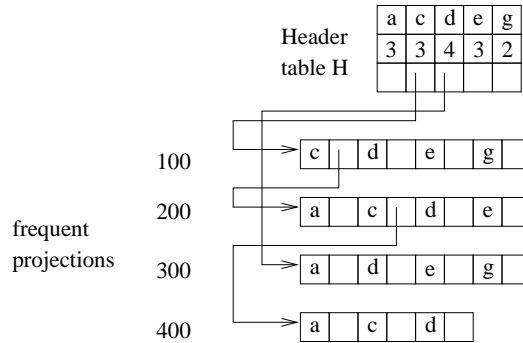 a c d e g
Header 3 3 4 3 2
table H
100 c d e g
200 a c d e
frequent
projections
300 a d e g
400 a c d